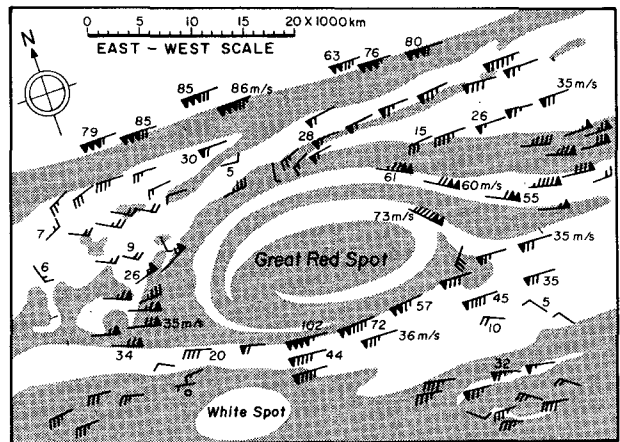 0 5 10 20 x 1000 km
EAST - WEST SCALE
N
63 76 80
85 86 m/s
35 m/s
79 85
28 15 26
30
5
61 60 m/s
55
73 m/s
7
9
6
26
Great Red Spot
35 m/s
35
57 45
5
10
35 m/s
102 72
36 m/s
34 20
44
32
0
White Spot